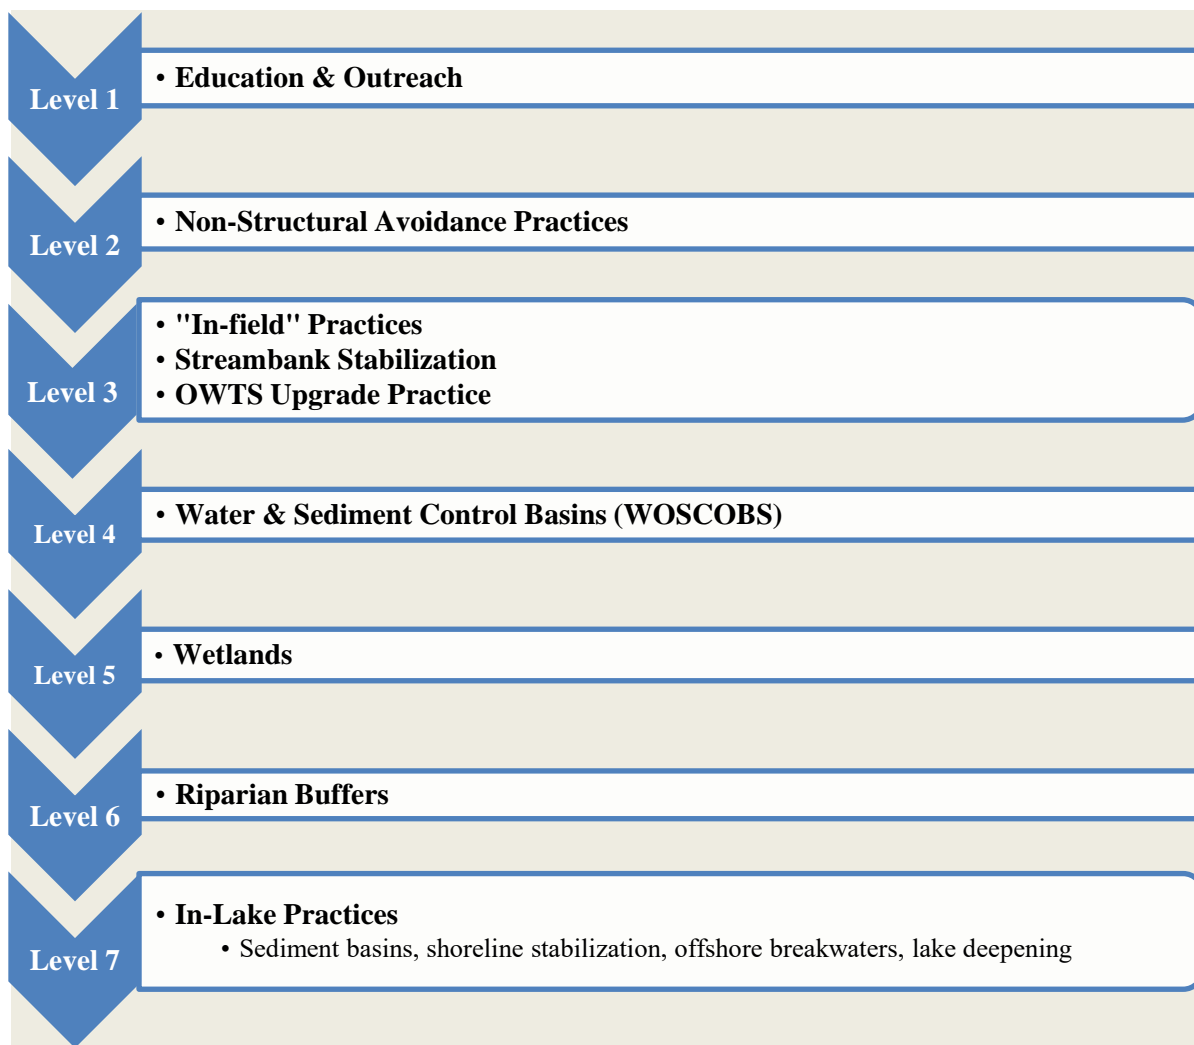 Level 1
• Education & Outreach
Level 2
• Non-Structural Avoidance Practices
Level 3
• "In-field" Practices
• Streambank Stabilization
• OWTS Upgrade Practice
Level 4
• Water & Sediment Control Basins (WOSCOBS)
Level 5
• Wetlands
Level 6
• Riparian Buffers
Level 7
• In-Lake Practices
• Sediment basins, shoreline stabilization, offshore breakwaters, lake deepening